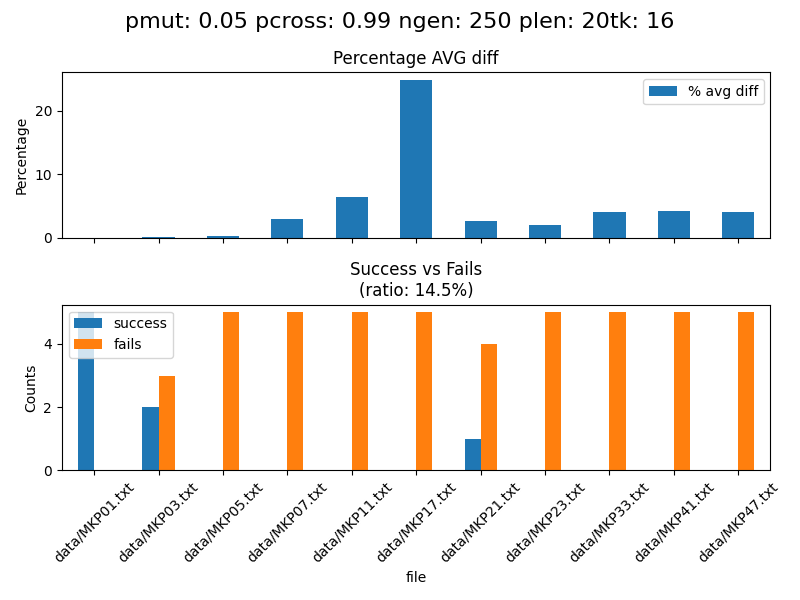 pmut: 0.05 pcross: 0.99 ngen: 250 plen: 20tk: 16
Percentage AVG diff
% avg diff
Percentage
20
10
0
Success vs Fails
(ratio: 14.5%)
success
fails
Counts
4
2
0
data/MKP01.txt
data/MKP03.txt
data/MKP05.txt
data/MKP07.txt
data/MKP11.txt
data/MKP17.txt
data/MKP21.txt
data/MKP23.txt
data/MKP33.txt
data/MKP41.txt
data/MKP47.txt
file